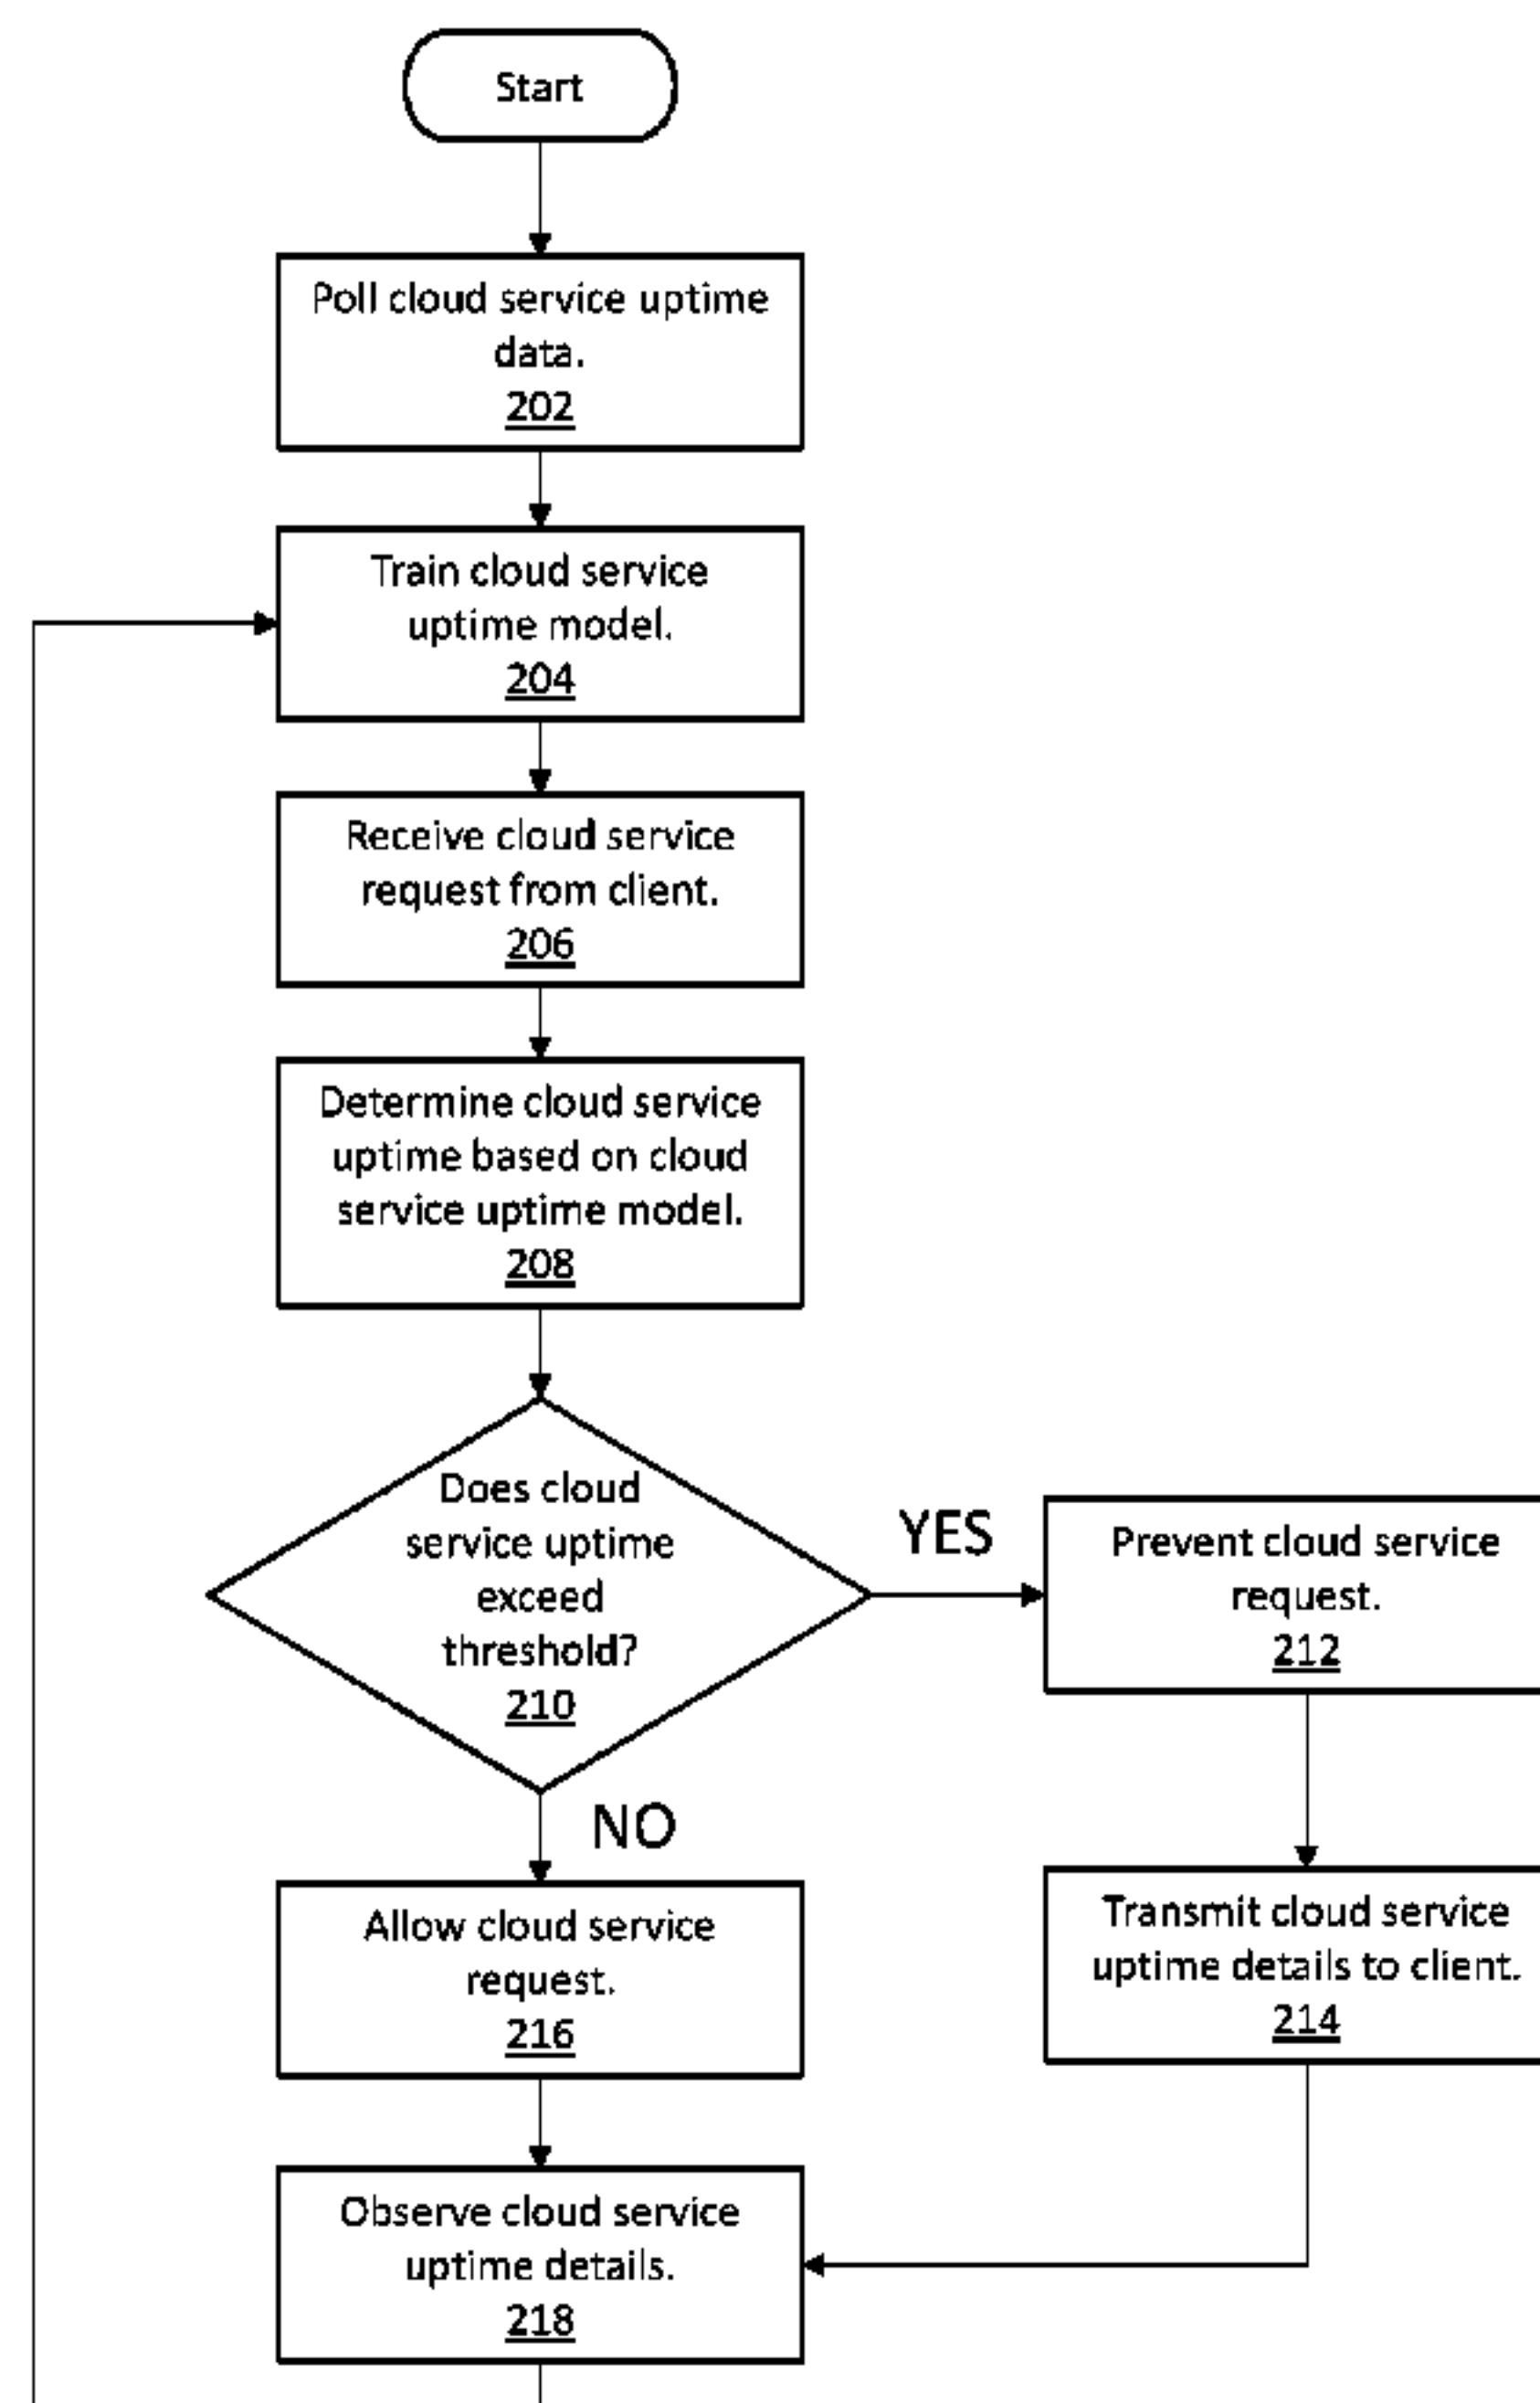 Start
Poll cloud service uptime
data.
202
Train cloud service
uptime model.
204
Receive cloud service
request from client.
206
Determine cloud service
uptime based on cloud
service uptime model.
208
Does cloud
service uptime
exceed
threshold?
210
YES
Prevent cloud service
request.
212
NO
Transmit cloud service
uptime details to client.
214
Allow cloud service
request.
216
Observe cloud service
uptime details.
218